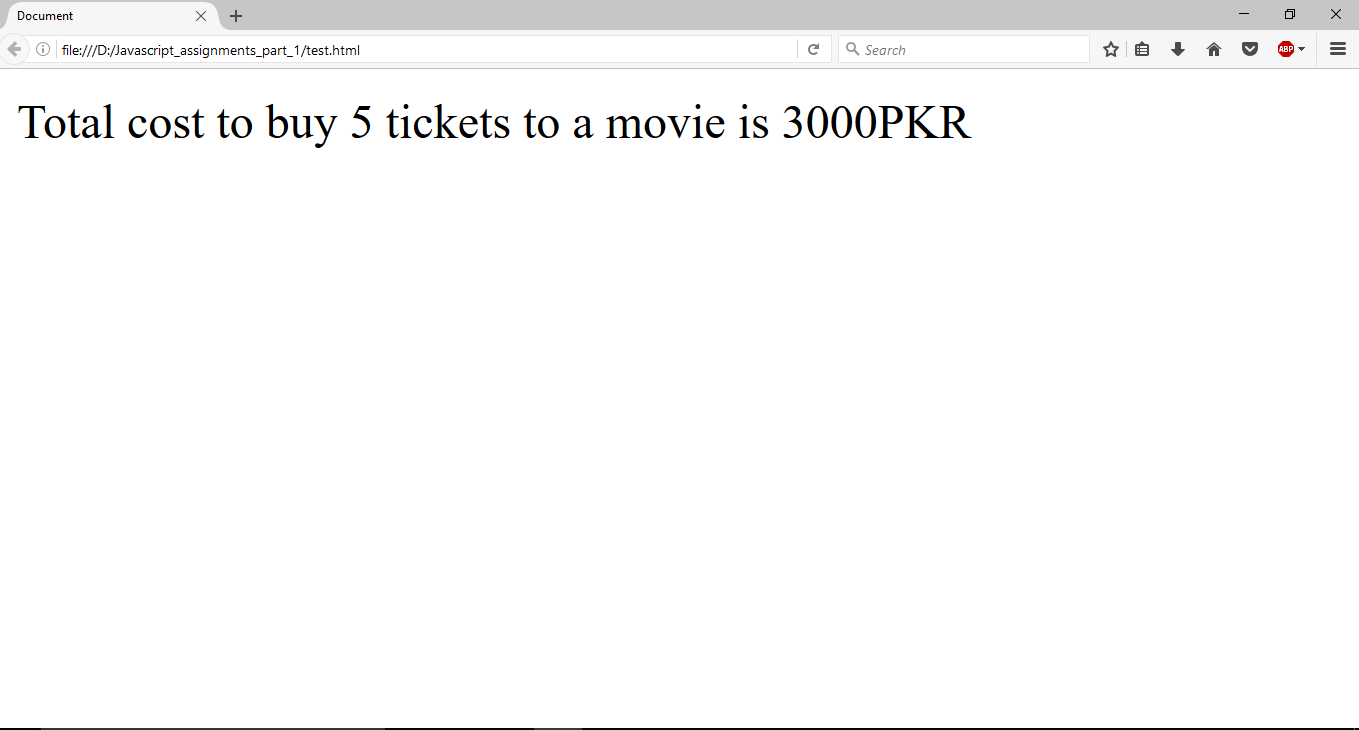 Document
file:///D:/Javascript_assignments_part_1/test.html
Search
ABP
Total cost to buy 5 tickets to a movie is 3000PKR